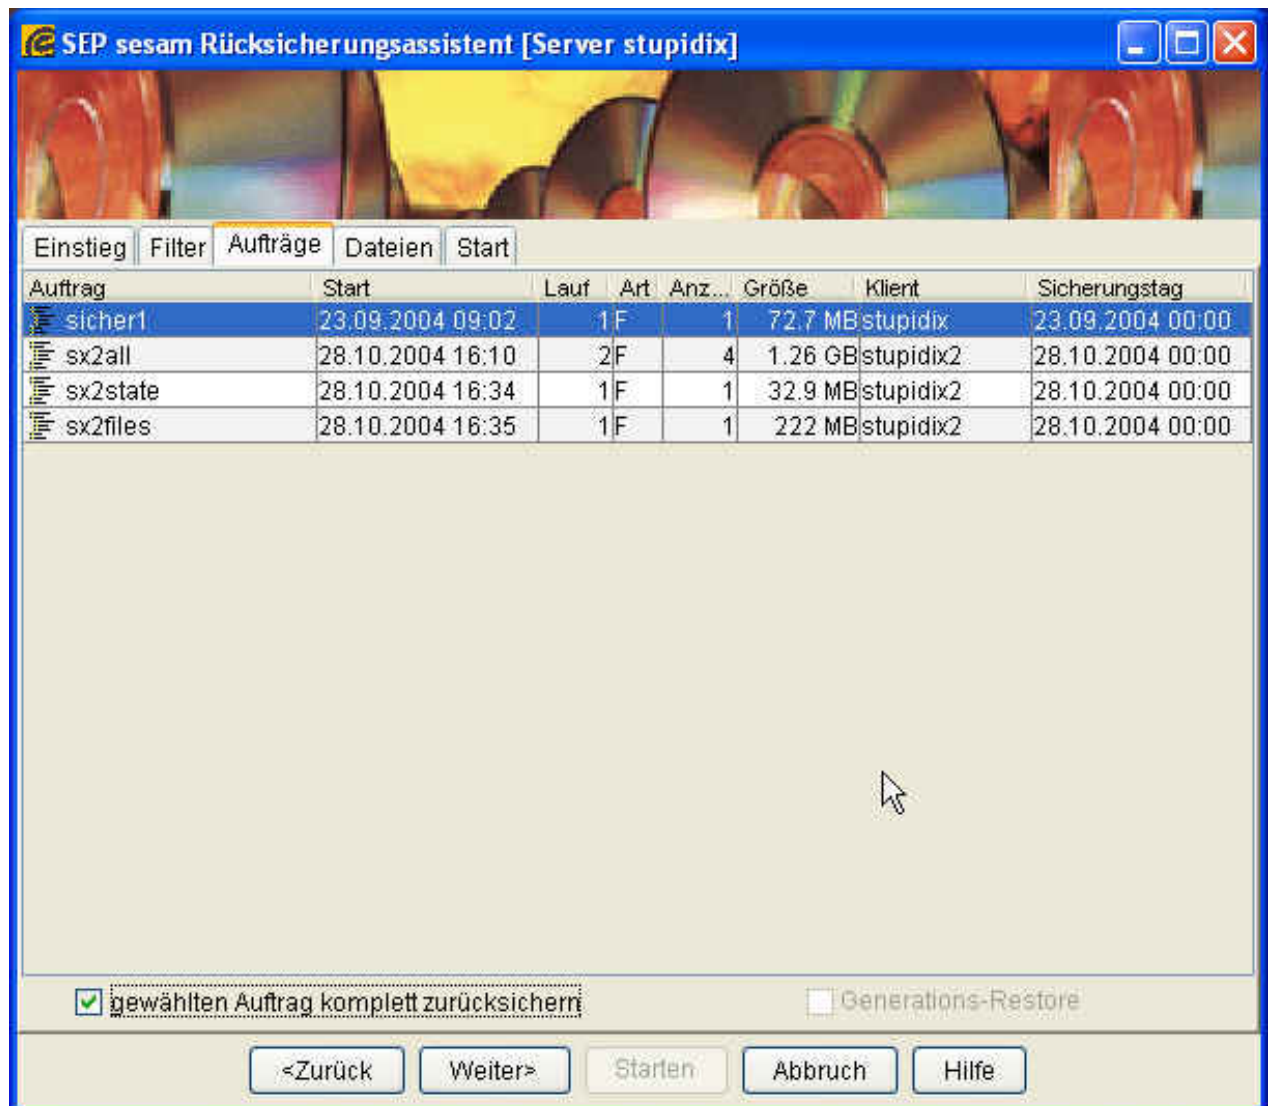 SEP sesam Rücksicherungsassistent [Server stupidix]
Einstieg Filter Aufträge Dateien Start
Auftrag Start Lauf Art Anz... Größe Klient Sicherungstag
sicher1 23.09.2004 09:02 1 F 1 72.7 MB stupidix 23.09.2004 00:00
sx2all 28.10.2004 16:10 2 F 4 1.26 GB stupidix2 28.10.2004 00:00
sx2state 28.10.2004 16:34 1 F 1 32.9 MB stupidix2 28.10.2004 00:00
sx2files 28.10.2004 16:35 1 F 1 222 MB stupidix2 28.10.2004 00:00
gewählten Auftrag komplett zurücksichern Generations-Restore
<Zurück Weiter> Starten Abbruch Hilfe